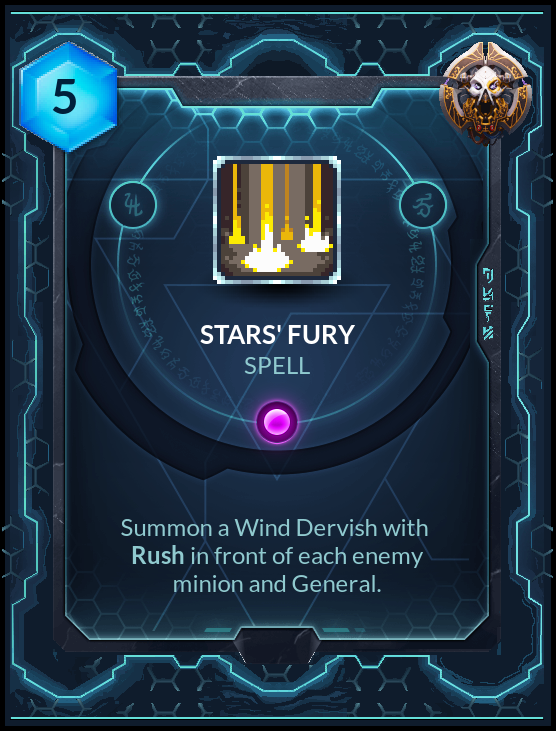 5
STARS' FURY
SPELL
Summon a Wind Dervish with
Rush in front of each enemy
minion and General.